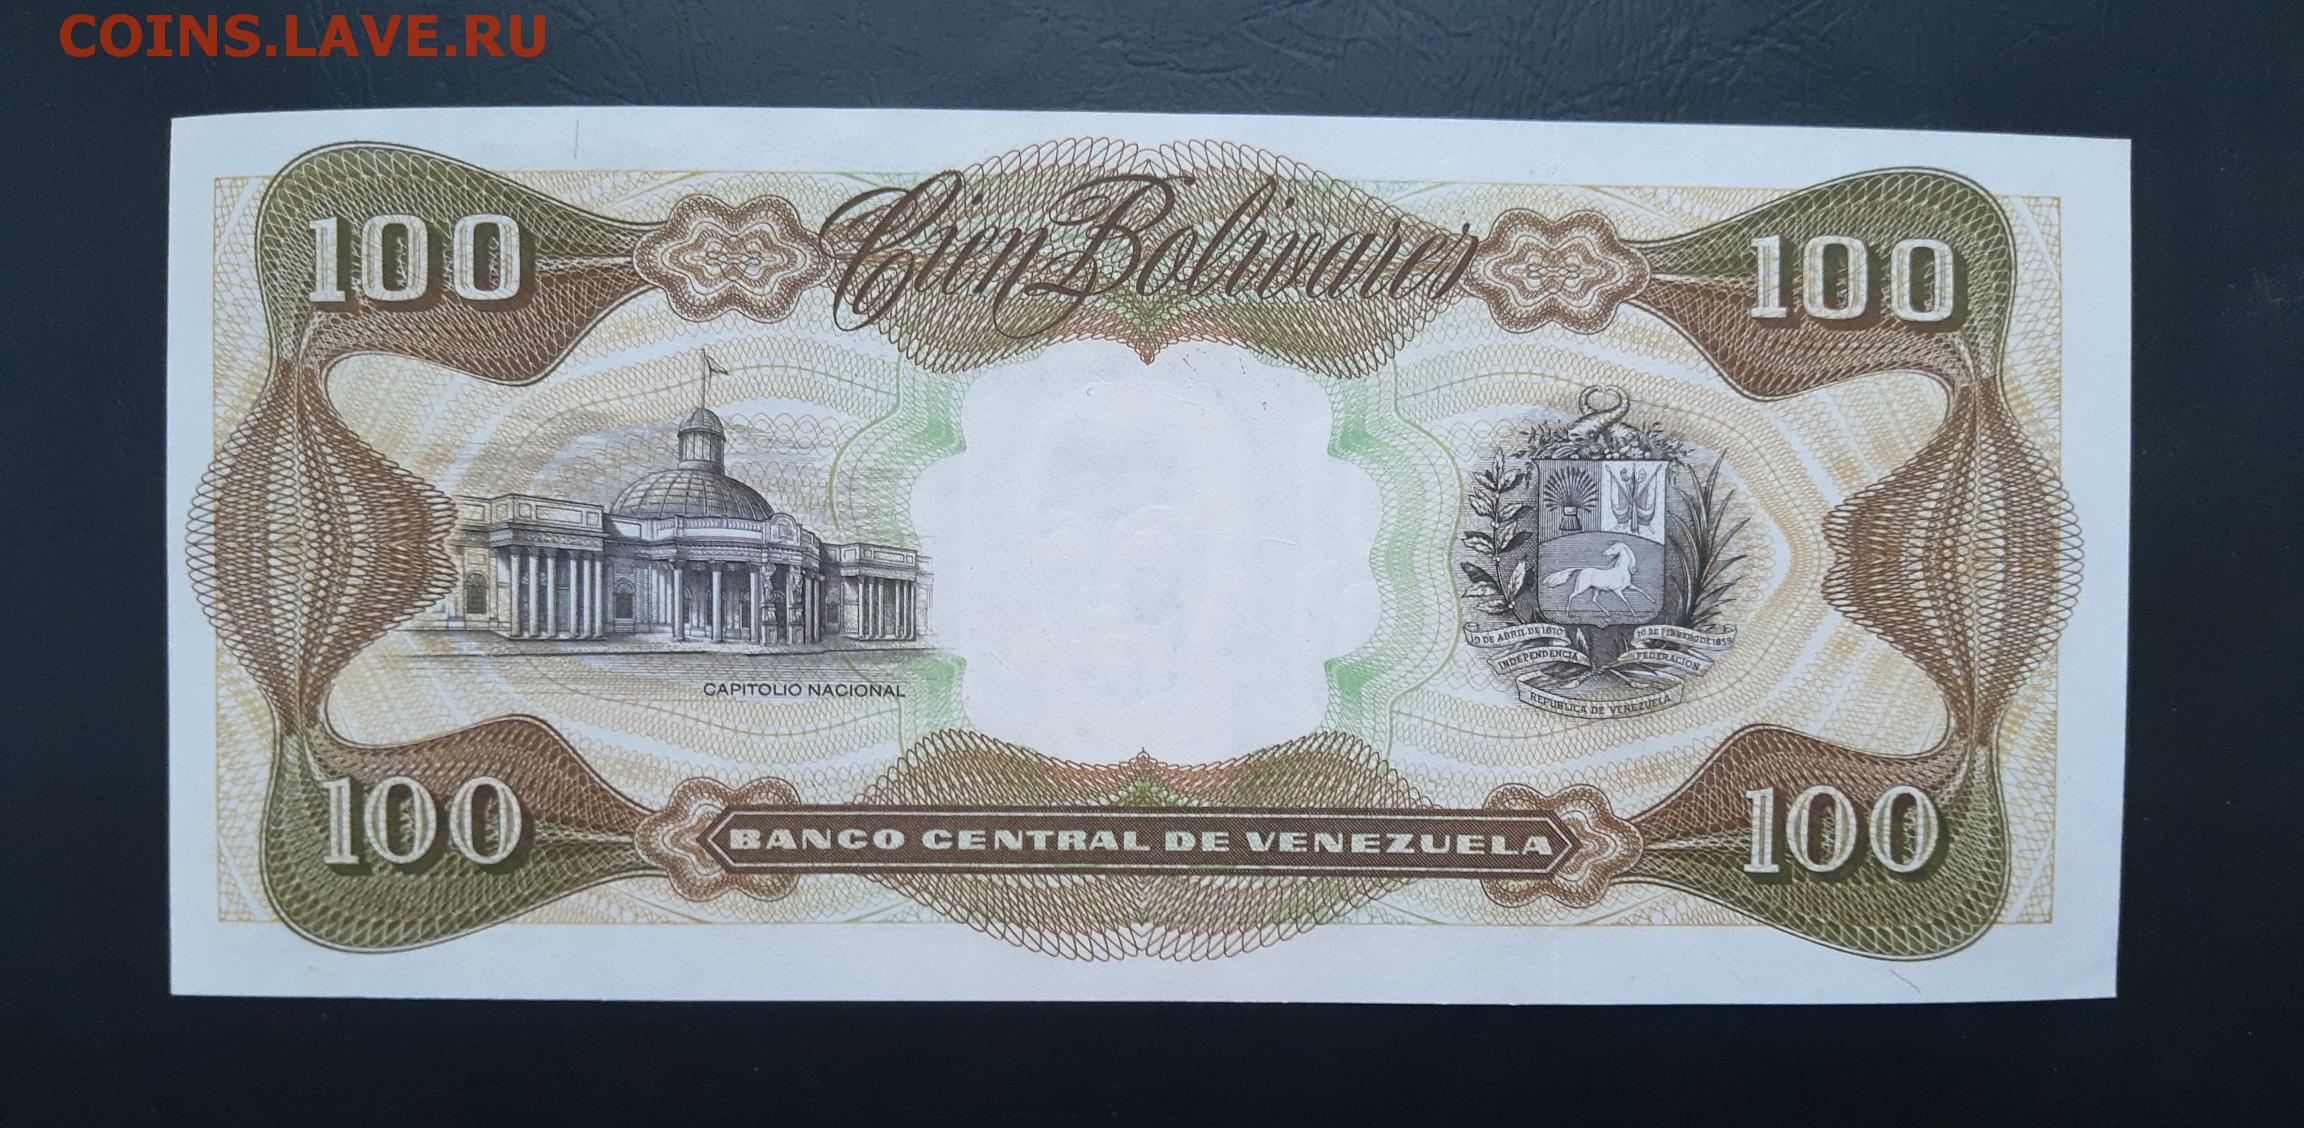 COINS.LAVE.RU
100
Cien Bolívares
100
CAPITOLIO NACIONAL
19 DE ABRIL DE 1810
20 DE FEBRERO DE 1859
INDEPENDENCIA
FEDERACION
REPUBLICA DE VENEZUELA
100
BANCO CENTRAL DE VENEZUELA
100